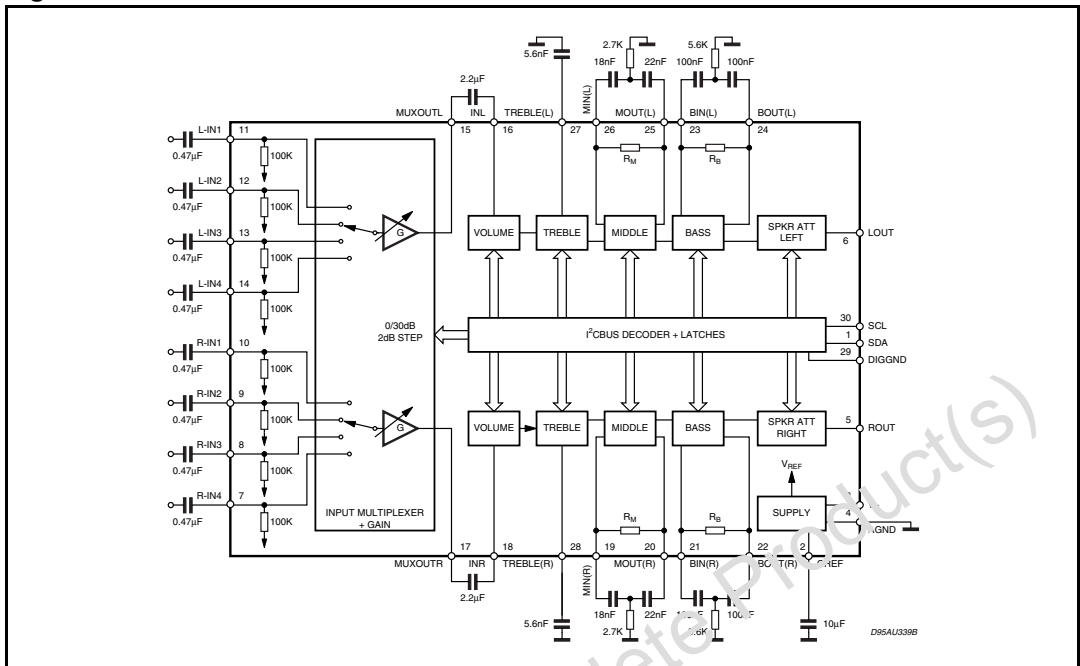 5.6nF
2.7K
18nF 22nF
5.6K
100nF 100nF
2.2µF
MUXOUTL INL TREBLE(L) MIN(L) MOUT(L) BIN(L) BOUT(L)
15 16 27 26 25 23 24
L-IN1 11
0.47µF 100K
L-IN2 12
0.47µF 100K
L-IN3 13
0.47µF 100K
L-IN4 14
0.47µF 100K
R-IN1 10
0.47µF 100K
R-IN2 9
0.47µF 100K
R-IN3 8
0.47µF 100K
R-IN4 7
0.47µF 100K
G
0/30dB
2dB STEP
G
INPUT MULTIPLEXER
+ GAIN
RM RB
VOLUME TREBLE MIDDLE BASS SPKR ATT
LEFT
6 LOUT
I2CBUS DECODER + LATCHES
30 SCL
1 SDA
29 DIGGND
VOLUME TREBLE MIDDLE BASS SPKR ATT
RIGHT
5 ROUT
VREF
SUPPLY
4 AGND
RM RB
17 18 28 19 20 21 22 2
MUXOUTR INR TREBLE(R) MIN(R) MOUT(R) BIN(R) BOUT(R) CREF
2.2µF
5.6nF
18nF 22nF
2.7K
10µF
D95AU339B
Product(s)